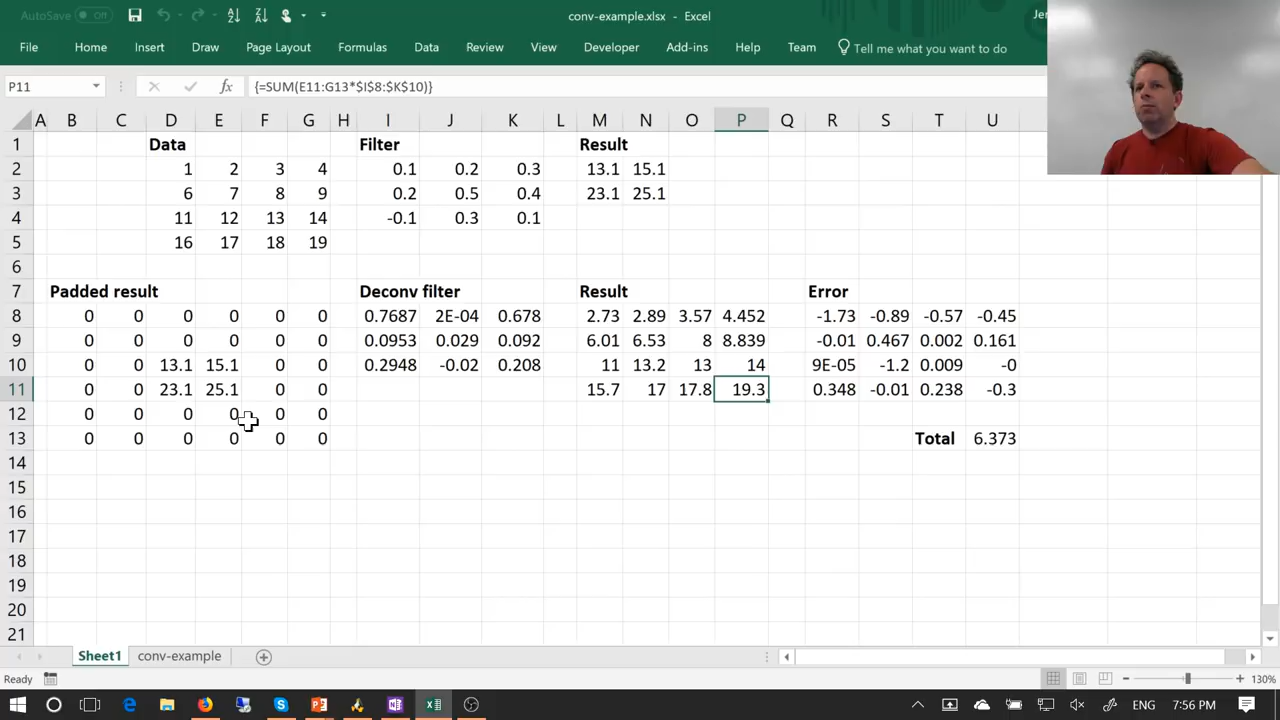 AutoSave Off conv-example.xlsx - Excel Jer
File Home Insert Draw Page Layout Formulas Data Review View Developer Add-ins Help Team Tell me what you want to do
P11 fx {=SUM(E11:G13*$I$8:$K$10)}
A B C D E F G H I J K L M N O P Q R S T U
1 Data Filter Result
2 1 2 3 4 0.1 0.2 0.3 13.1 15.1
3 6 7 8 9 0.2 0.5 0.4 23.1 25.1
4 11 12 13 14 -0.1 0.3 0.1
5 16 17 18 19
6
7 Padded result Deconv filter Result Error
8 0 0 0 0 0 0 0.7687 2E-04 0.678 2.73 2.89 3.57 4.452 -1.73 -0.89 -0.57 -0.45
9 0 0 0 0 0 0 0.0953 0.029 0.092 6.01 6.53 8 8.839 -0.01 0.467 0.002 0.161
10 0 0 13.1 15.1 0 0 0.2948 -0.02 0.208 11 13.2 13 14 9E-05 -1.2 0.009 -0
11 0 0 23.1 25.1 0 0 15.7 17 17.8 19.3 0.348 -0.01 0.238 -0.3
12 0 0 0 0 0 0
13 0 0 0 0 0 0 Total 6.373
14
15
16
17
18
19
20
21
Sheet1 conv-example
Ready 130%
ENG 7:56 PM